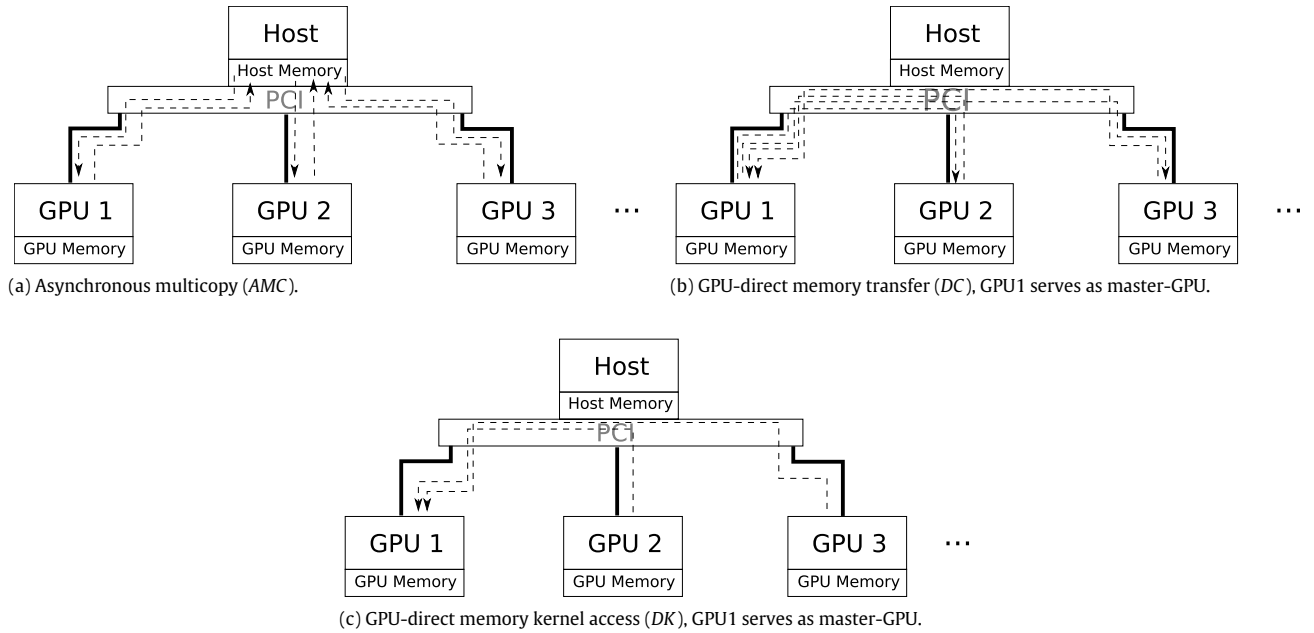 Host
Host Memory
PCI
GPU 1
GPU Memory
GPU 2
GPU Memory
GPU 3
GPU Memory
...
(a) Asynchronous multicopy (AMC).
Host
Host Memory
PCI
GPU 1
GPU Memory
GPU 2
GPU Memory
GPU 3
GPU Memory
...
(b) GPU-direct memory transfer (DC), GPU1 serves as master-GPU.
Host
Host Memory
PCI
GPU 1
GPU Memory
GPU 2
GPU Memory
GPU 3
GPU Memory
...
(c) GPU-direct memory kernel access (DK), GPU1 serves as master-GPU.